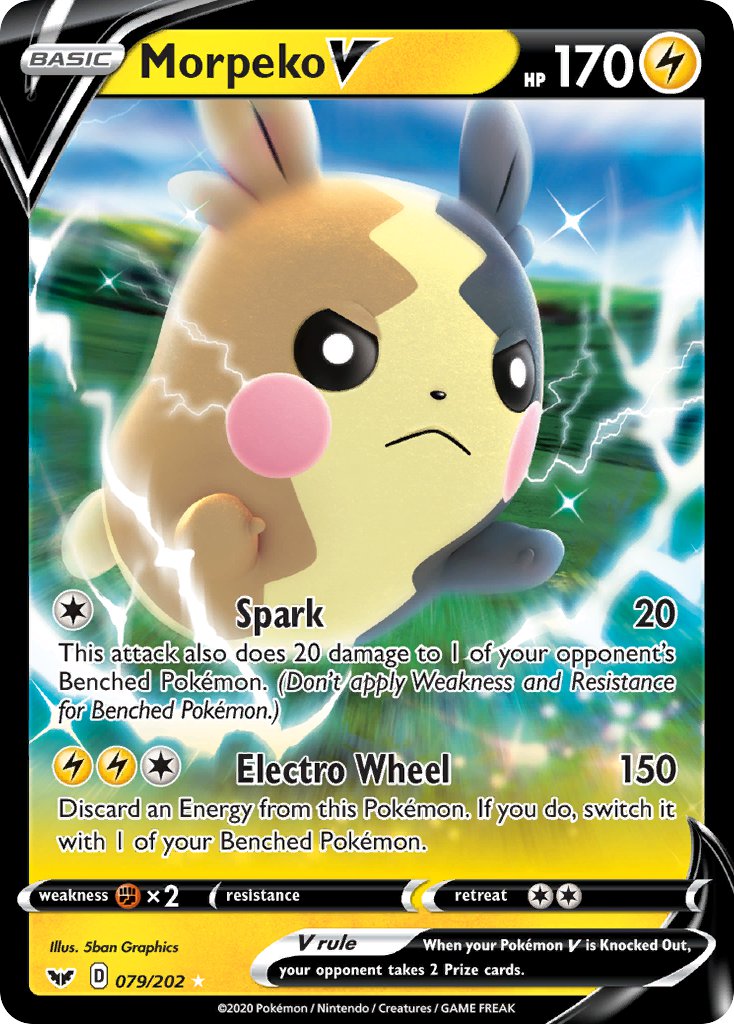 BASIC Morpeko V HP 170
Spark 20
This attack also does 20 damage to 1 of your opponent's
Benched Pokémon. (Don't apply Weakness and Resistance
for Benched Pokémon.)
Electro Wheel 150
Discard an Energy from this Pokémon. If you do, switch it
with 1 of your Benched Pokémon.
weakness ×2 resistance retreat
Illus. 5ban Graphics
V rule When your Pokémon V is Knocked Out,
your opponent takes 2 Prize cards.
D 079/202
©2020 Pokémon / Nintendo / Creatures / GAME FREAK